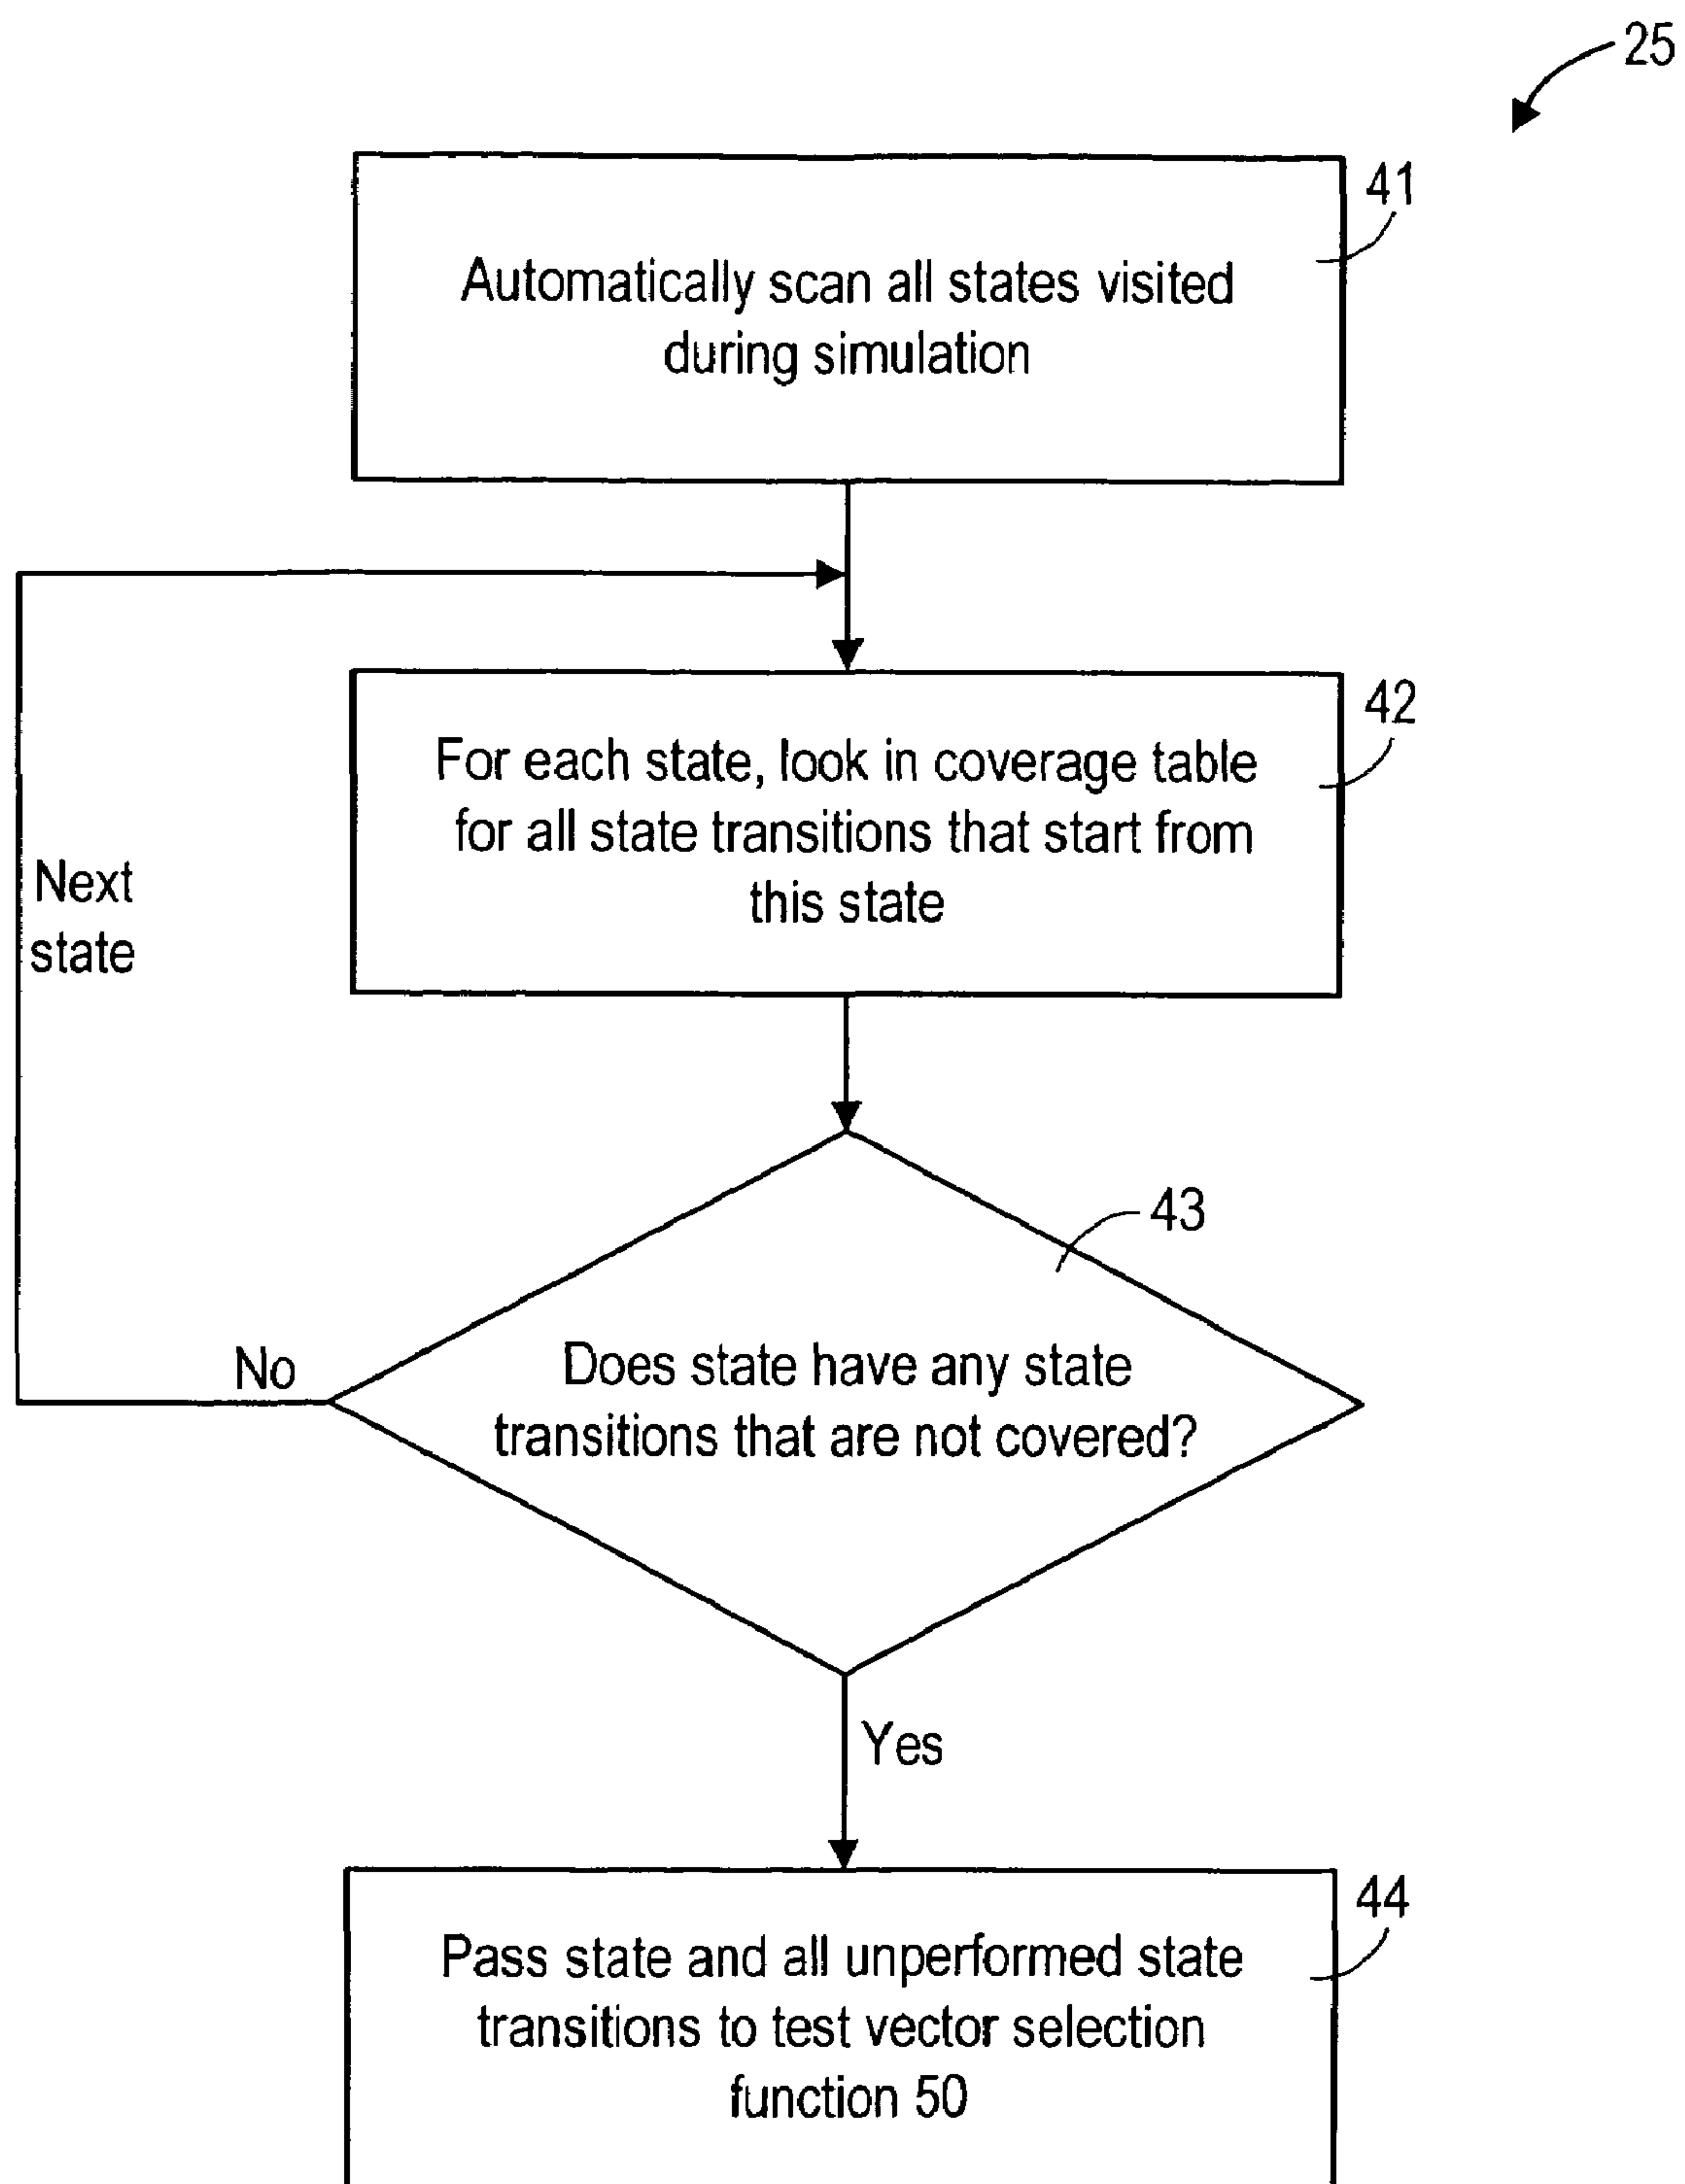 25
41
Automatically scan all states visited
during simulation
42
For each state, look in coverage table
for all state transitions that start from
this state
Next
state
43
No
Does state have any state
transitions that are not covered?
Yes
44
Pass state and all unperformed state
transitions to test vector selection
function 50